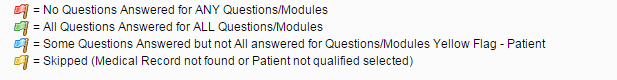 = No Questions Answered for ANY Questions/Modules
= All Questions Answered for ALL Questions/Modules
= Some Questions Answered but not All answered for Questions/Modules Yellow Flag - Patient
= Skipped (Medical Record not found or Patient not qualified selected)